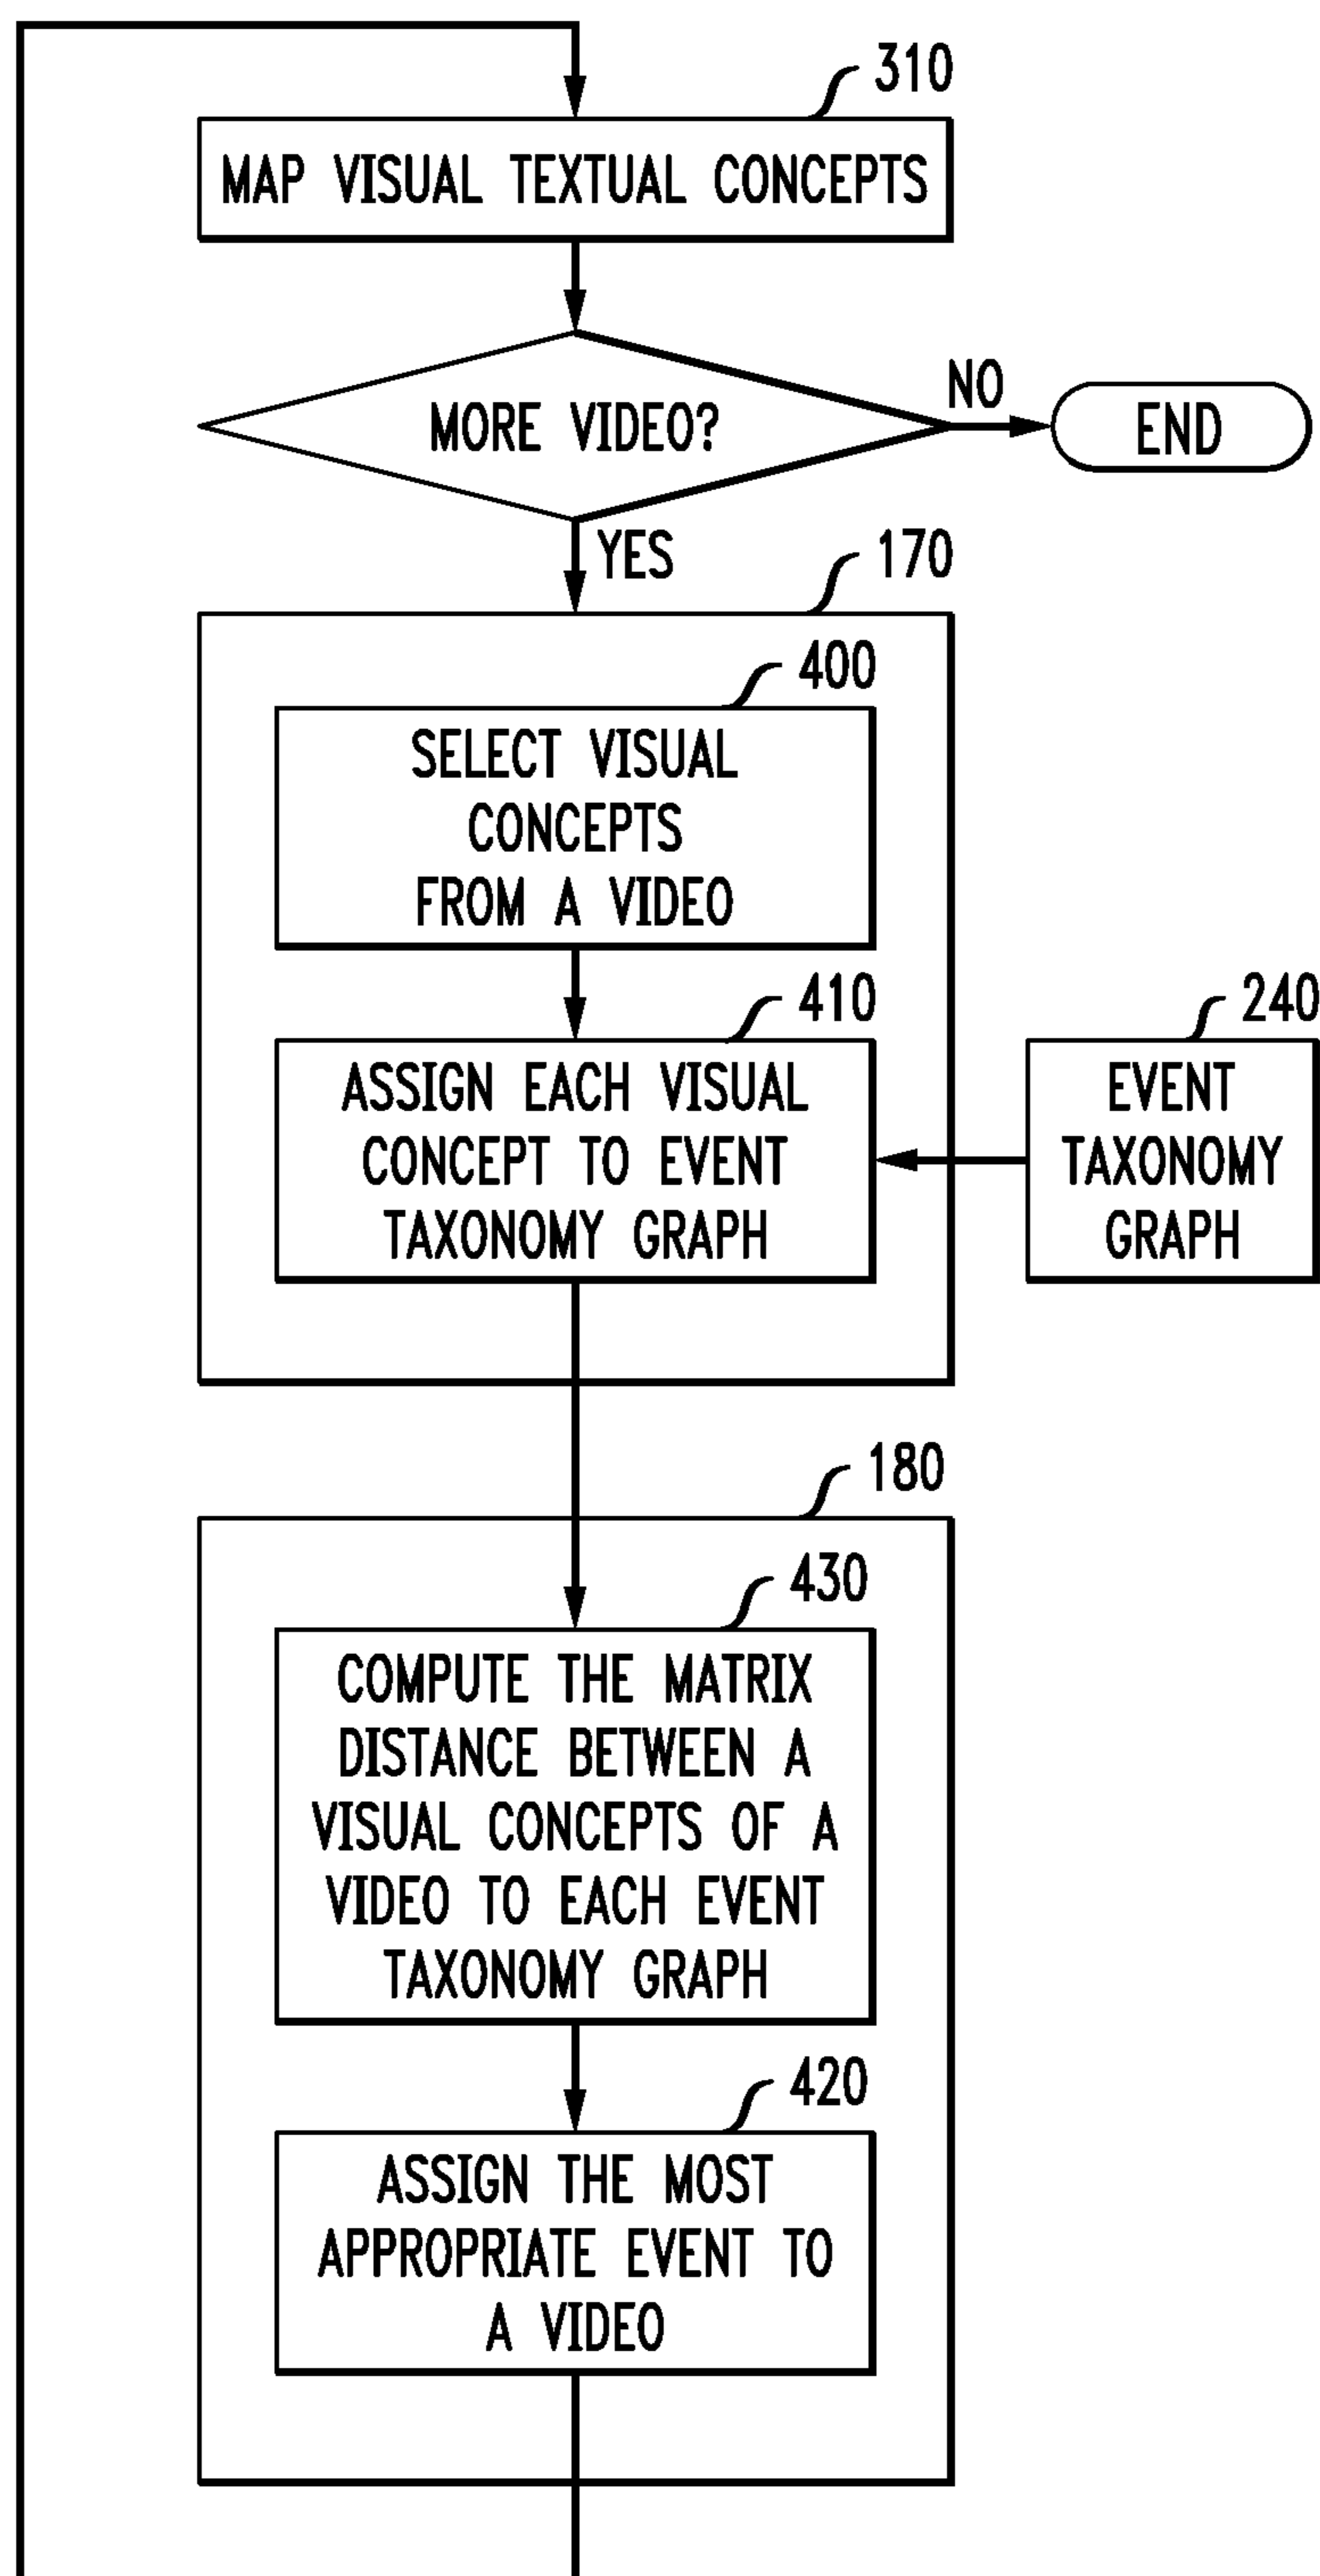 310
MAP VISUAL TEXTUAL CONCEPTS
MORE VIDEO?
NO
END
YES
170
400
SELECT VISUAL
CONCEPTS
FROM A VIDEO
410
ASSIGN EACH VISUAL
CONCEPT TO EVENT
TAXONOMY GRAPH
240
EVENT
TAXONOMY
GRAPH
180
430
COMPUTE THE MATRIX
DISTANCE BETWEEN A
VISUAL CONCEPTS OF A
VIDEO TO EACH EVENT
TAXONOMY GRAPH
420
ASSIGN THE MOST
APPROPRIATE EVENT TO
A VIDEO